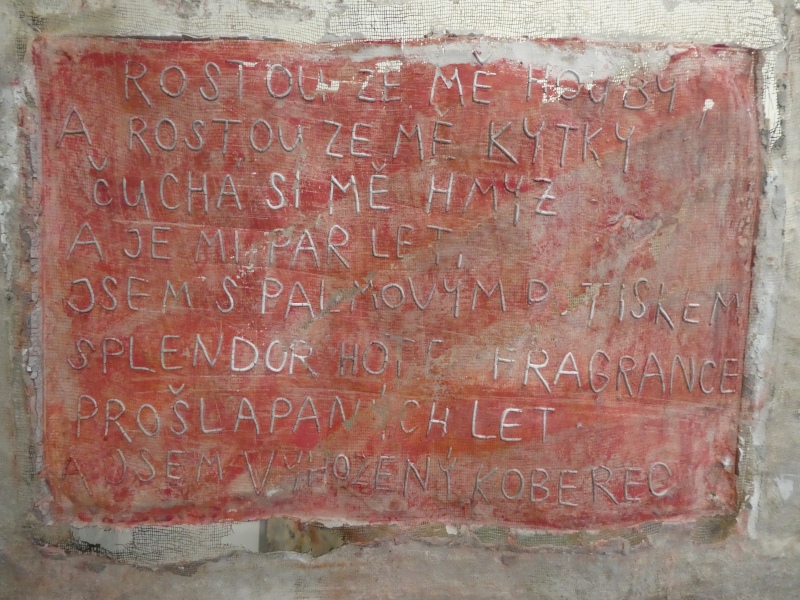 ROSTOU ZE MĚ HOUBY,
A ROSTOU ZE MĚ KYTKY
ČUCHÁ SI MĚ HMYZ
A JE MI PÁR LET,
JSEM S PALMOVÝM POTISKEM
SPLENDOR HOTEL FRAGRANCE
PROŠLAPANÝCH LET.
A JSEM VYHOZENÝ KOBEREC